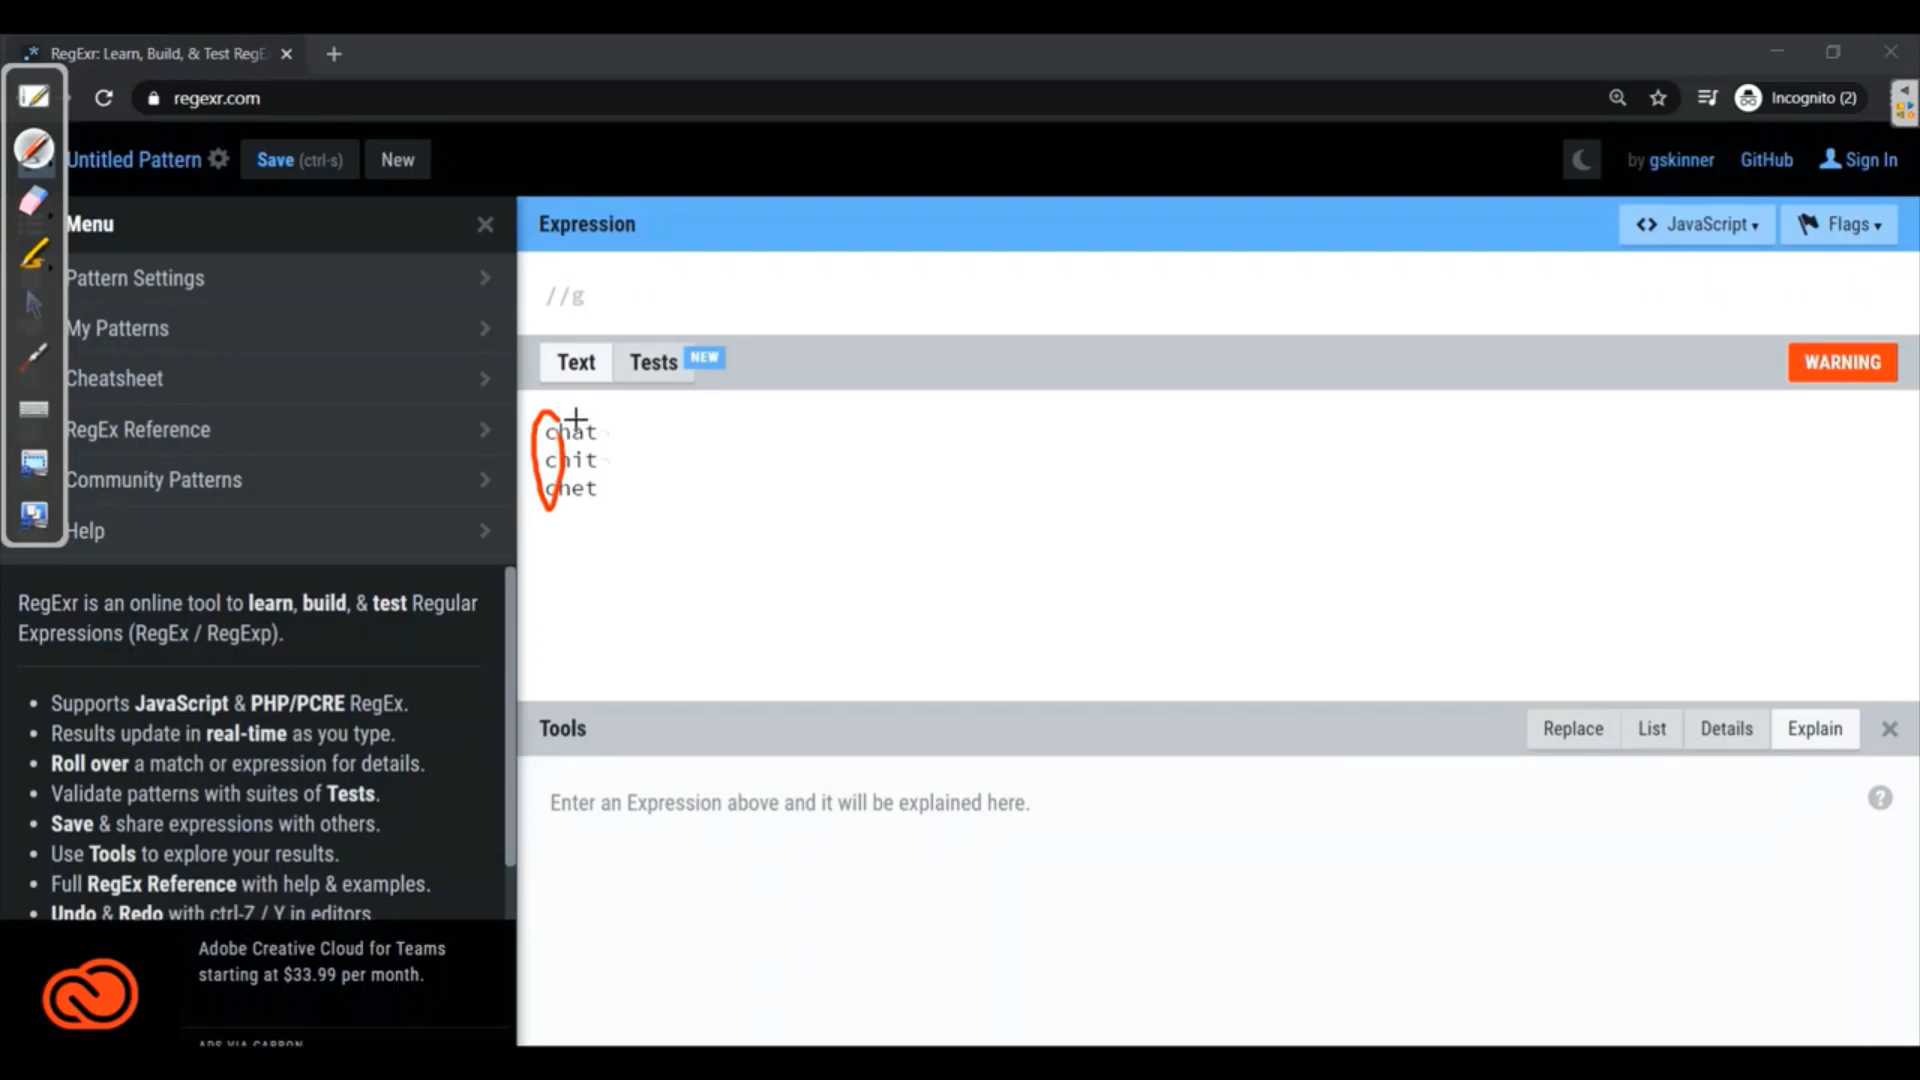 RegExr: Learn, Build, & Test RegE
regexr.com
Incognito (2)
Untitled Pattern
Save (ctrl-s)
New
by gskinner
GitHub
Sign In
Menu
Expression
JavaScript
Flags
Pattern Settings
//g
My Patterns
Text
Tests
NEW
WARNING
Cheatsheet
RegEx Reference
chat
chit
chet
Community Patterns
Help
RegExr is an online tool to learn, build, & test Regular
Expressions (RegEx / RegExp).
• Supports JavaScript & PHP/PCRE RegEx.
• Results update in real-time as you type.
• Roll over a match or expression for details.
• Validate patterns with suites of Tests.
• Save & share expressions with others.
• Use Tools to explore your results.
• Full RegEx Reference with help & examples.
• Undo & Redo with ctrl-Z / Y in editors
Tools
Replace
List
Details
Explain
Enter an Expression above and it will be explained here.
?
Adobe Creative Cloud for Teams
starting at $33.99 per month.
ADS VIA CARBON